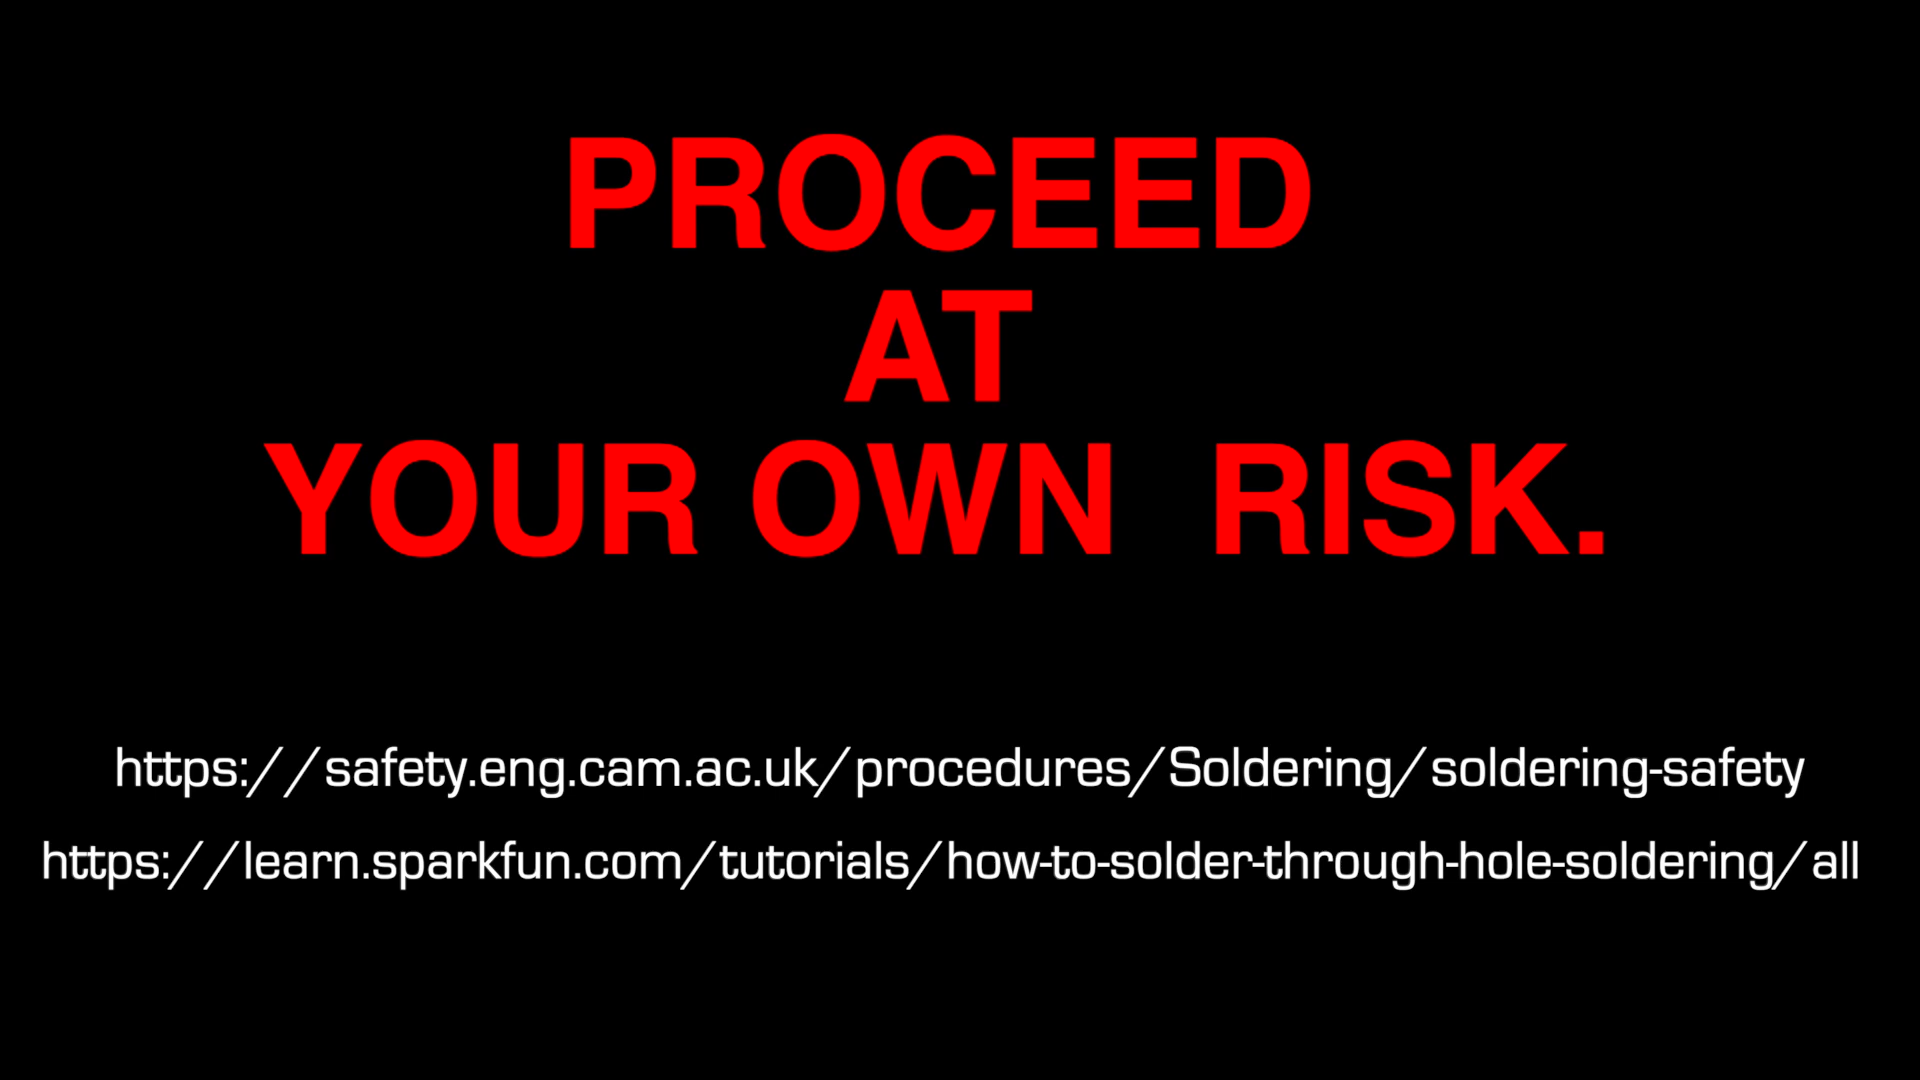 PROCEED
AT
YOUR OWN  RISK.
https://safety.eng.cam.ac.uk/procedures/Soldering/soldering-safety
https://learn.sparkfun.com/tutorials/how-to-solder-through-hole-soldering/all